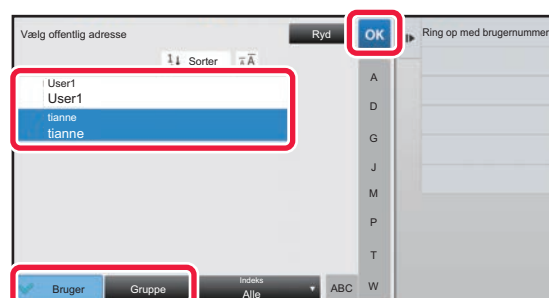 Vælg offentlig adresse
Ryd
OK
Ring op med brugernummer
Sorter
User1
User1
tianne
tianne
A
D
G
J
M
P
T
W
Bruger
Gruppe
Indeks
Alle
ABC